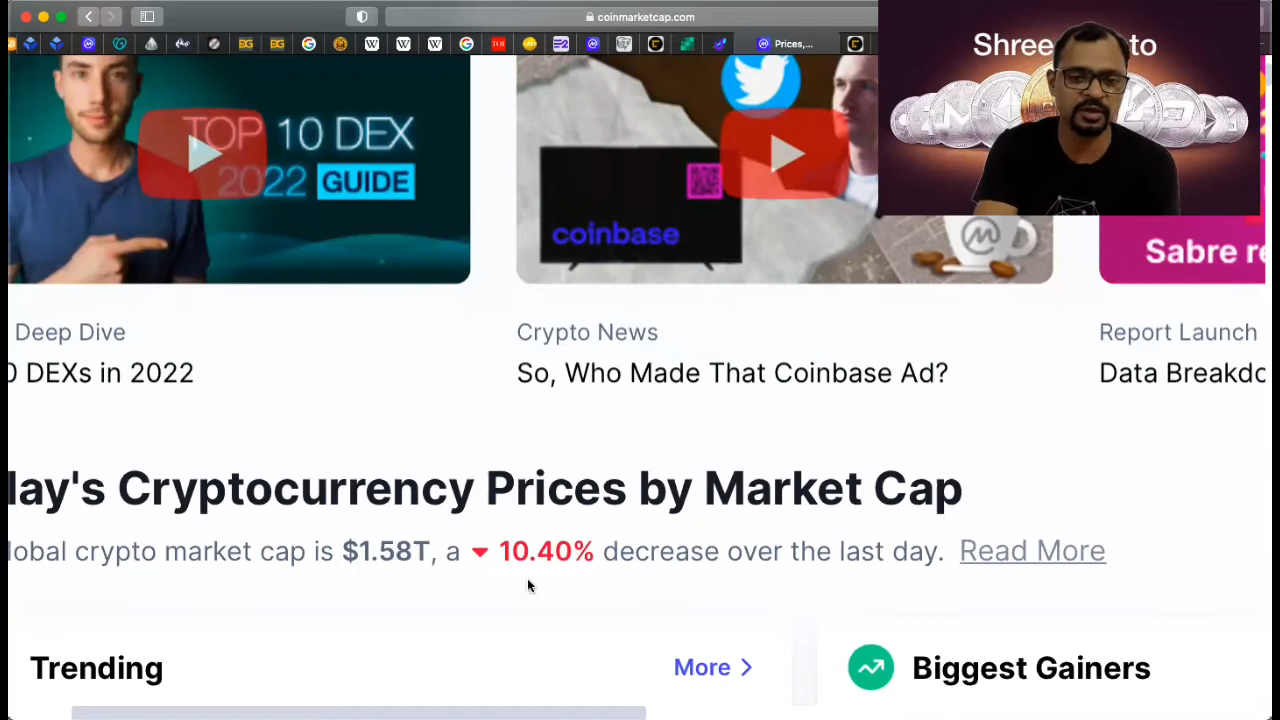 coinmarketcap.com
Prices,...
TOI
Shree
to
TOP 10 DEX
2022 GUIDE
coinbase
Sabre re
Deep Dive
Crypto News
Report Launch
DEXs in 2022
So, Who Made That Coinbase Ad?
Data Breakdo
lay's Cryptocurrency Prices by Market Cap
lobal crypto market cap is $1.58T, a ▼ 10.40% decrease over the last day. Read More
Trending
More
Biggest Gainers